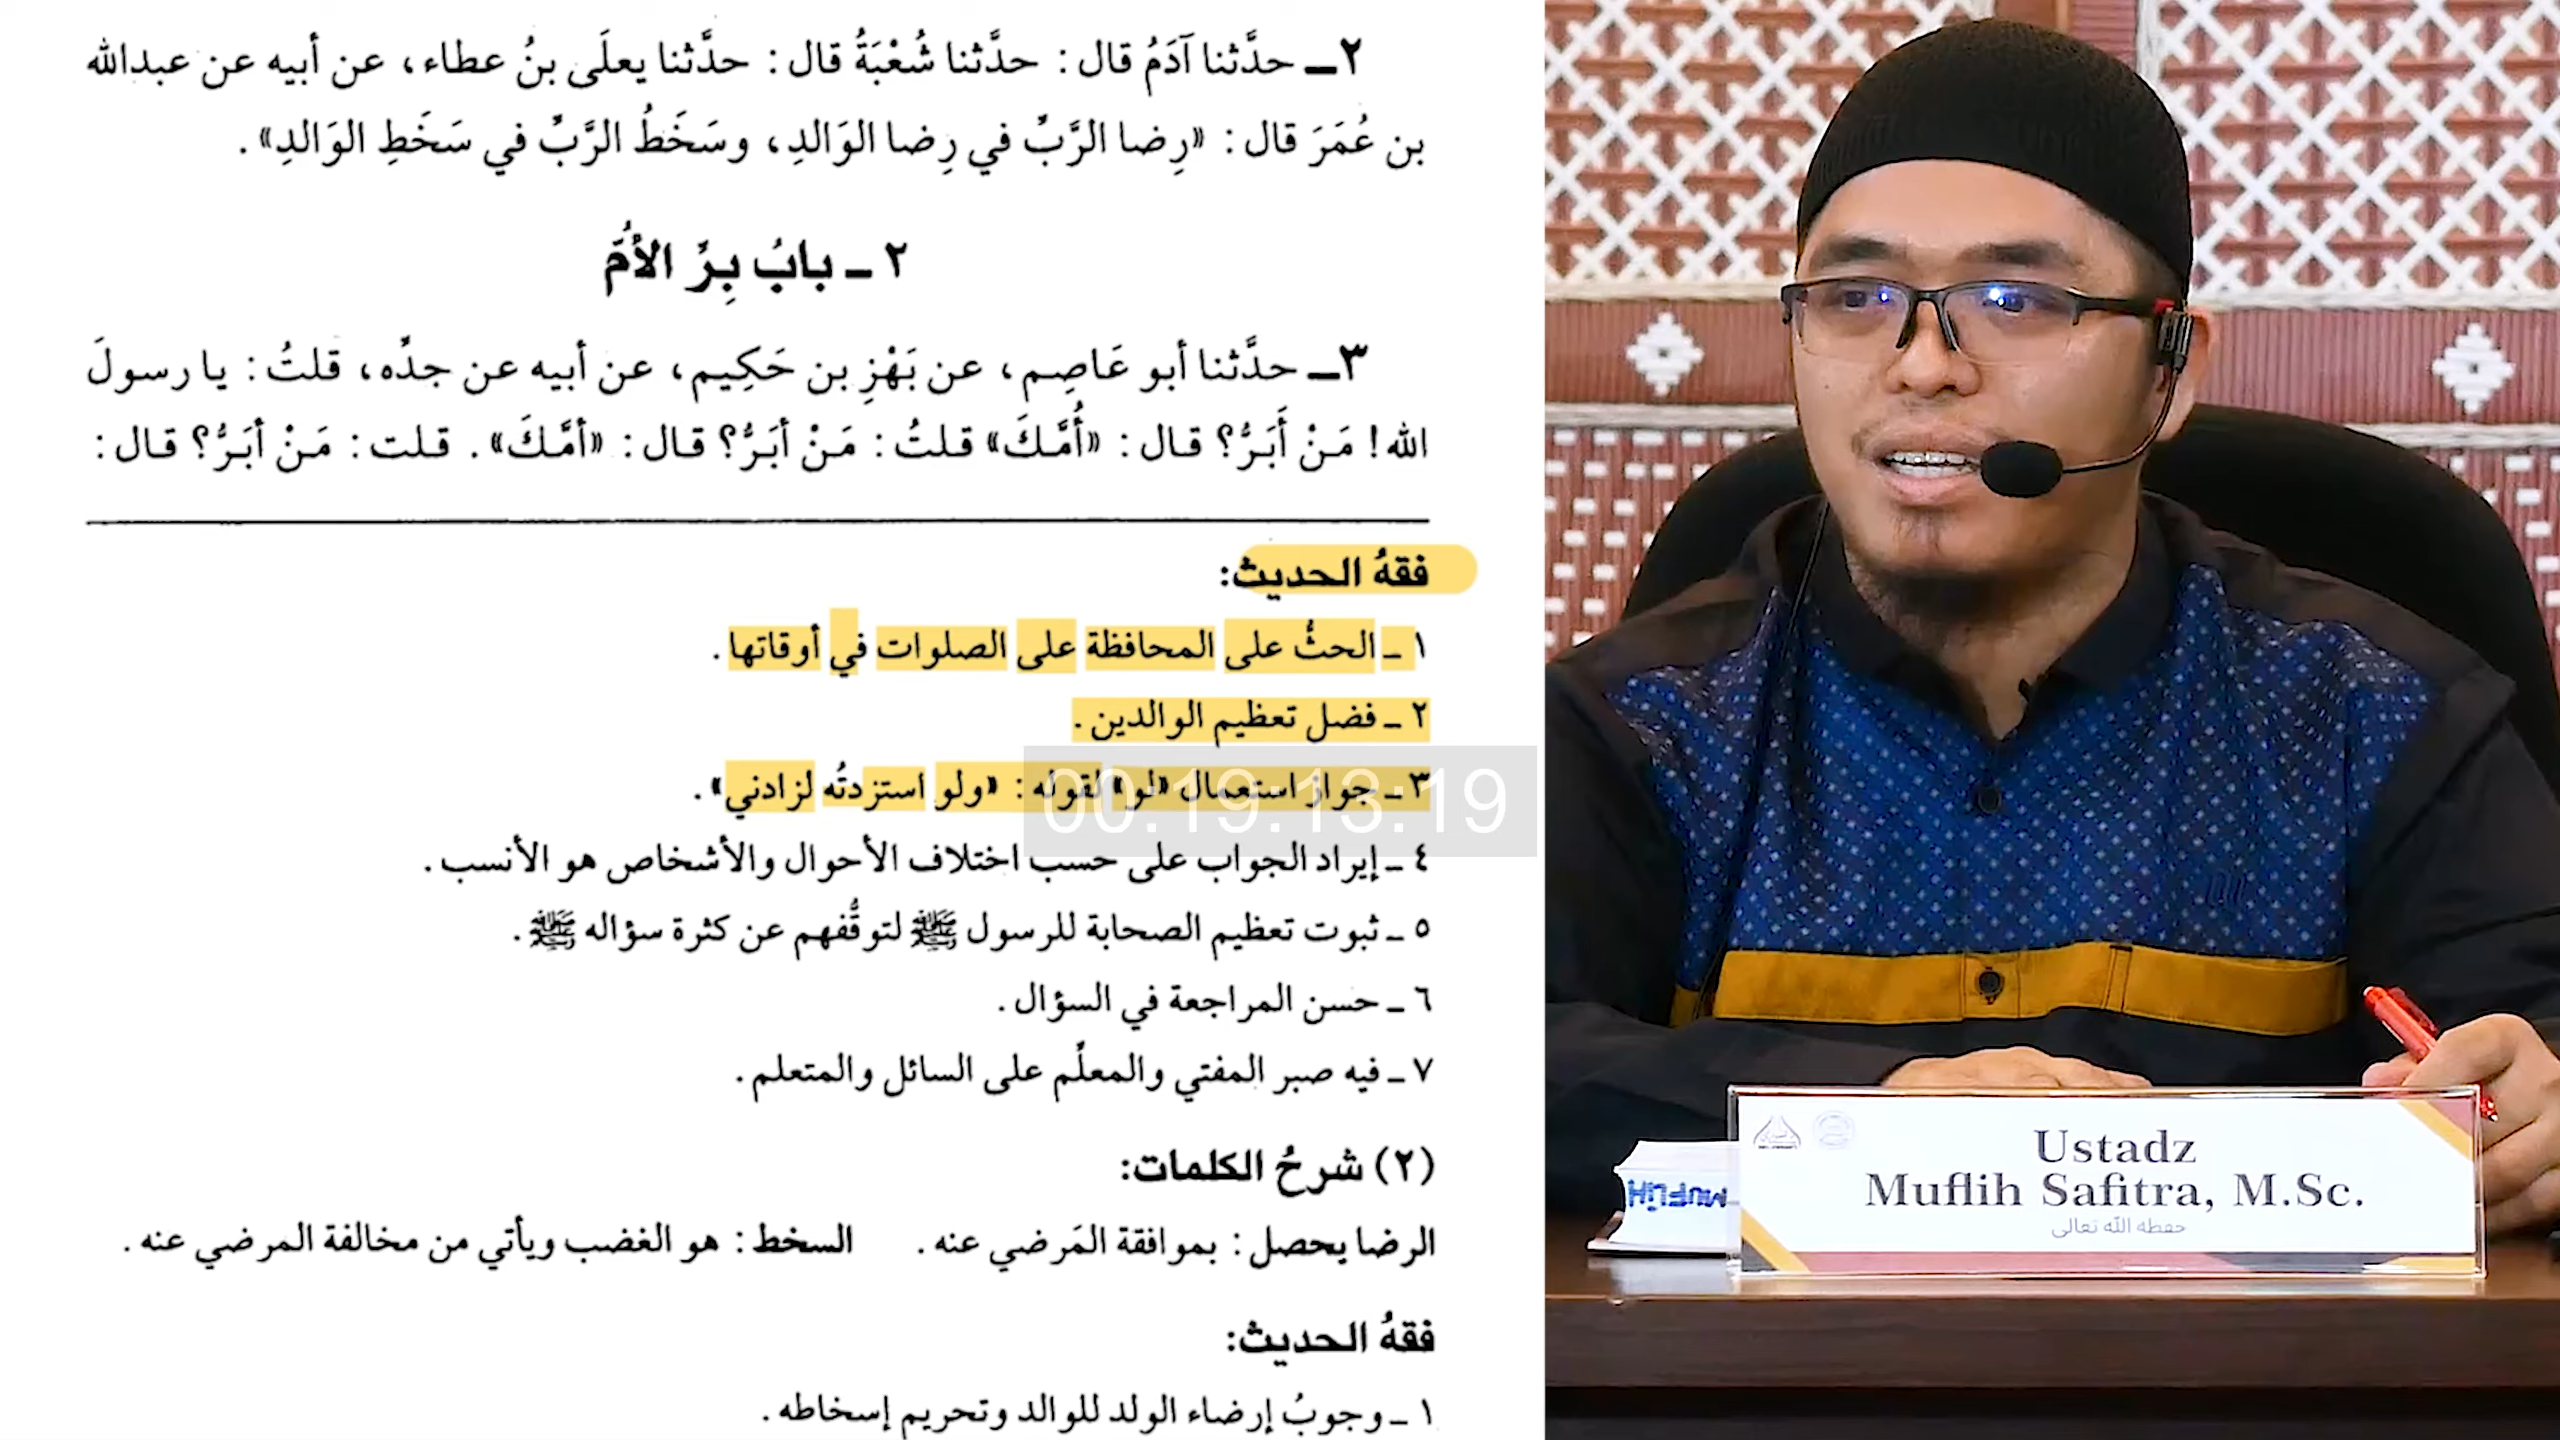 ٢ـ حدَّثنا آدَمُ قال: حدَّثنا شُعْبَةُ قال: حدَّثنا يعلَى بنُ عطاء، عن أبيه عن عبدالله
بن عُمَرَ قال: «رِضا الرَّبِّ في رِضا الوَالدِ، وسَخَطُ الرَّبِّ في سَخَطِ الوَالدِ».
٢ ـ بابُ بِرِّ الأُمِّ
٣ـ حدَّثنا أبو عَاصِم، عن بَهْزِ بن حَكِيم، عن أبيه عن جدِّه، قلتُ: يا رسولَ
الله! مَنْ أَبَرُّ؟ قال: «أُمَّكَ» قلتُ: مَنْ أبَرُّ؟ قال: «أمَّكَ». قلت: مَنْ أبَرُّ؟ قال:
فقهُ الحديث:
١ ـ الحثُّ على المحافظة على الصلوات في أوقاتها.
٢ ـ فضل تعظيم الوالدين.
٣ ـ جواز استعمال «لو» لقوله: «ولو استزدتُه لزادني».
00:19:13:19
٤ ـ إيراد الجواب على حسب اختلاف الأحوال والأشخاص هو الأنسب.
٥ ـ ثبوت تعظيم الصحابة للرسول ﷺ لتوقُّفهم عن كثرة سؤاله ﷺ.
٦ ـ حسن المراجعة في السؤال.
٧ ـ فيه صبر المفتي والمعلِّم على السائل والمتعلم.
(٢) شرحُ الكلمات:
الرضا يحصل: بموافقة المَرضي عنه. السخط: هو الغضب ويأتي من مخالفة المرضي عنه.
فقهُ الحديث:
١ ـ وجوبُ إرضاء الولد للوالد وتحريم إسخاطه.
Ustadz
Muflih Safitra, M.Sc.
حفظه الله تعالى
MUFLiH